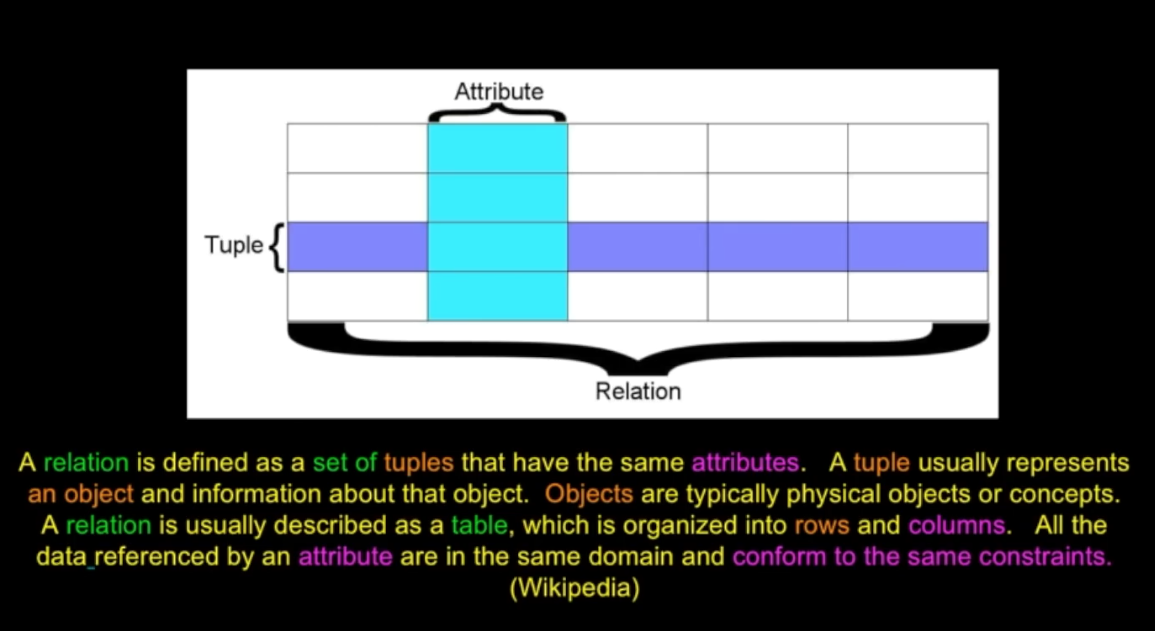 Attribute
Tuple
Relation
A relation is defined as a set of tuples that have the same attributes. A tuple usually represents
an object and information about that object. Objects are typically physical objects or concepts.
A relation is usually described as a table, which is organized into rows and columns. All the
data referenced by an attribute are in the same domain and conform to the same constraints.
(Wikipedia)